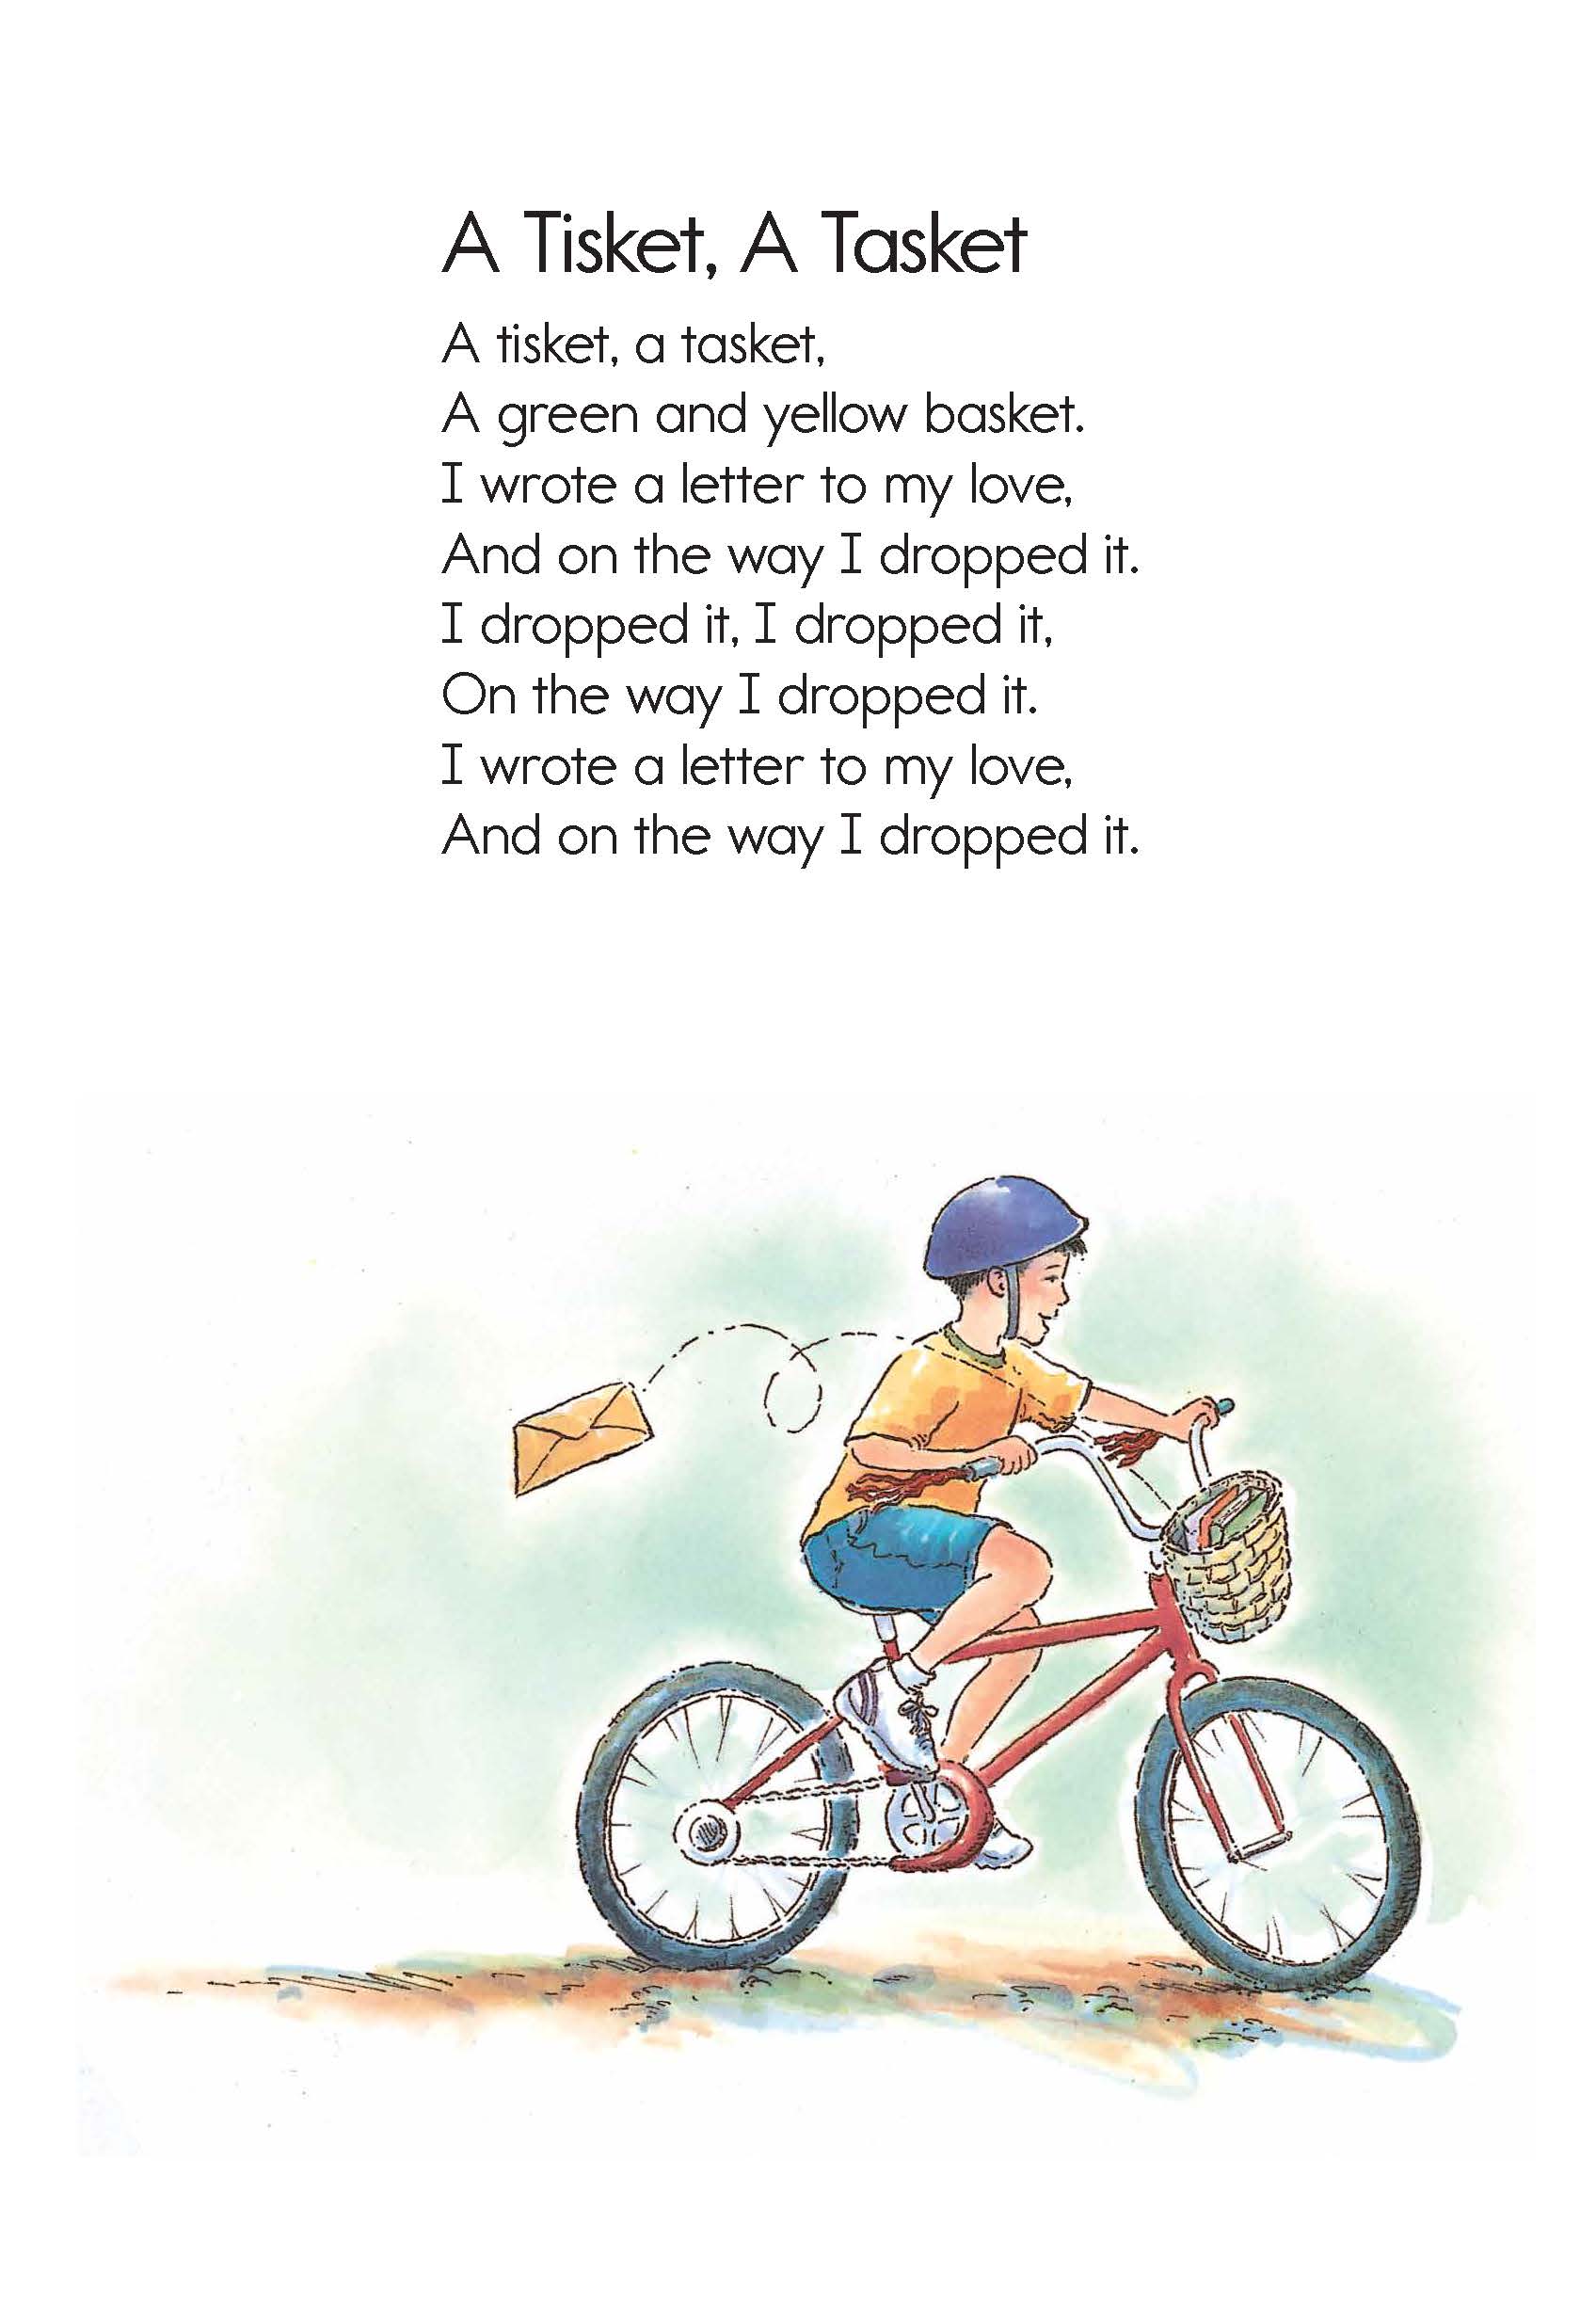 A Tisket, A Tasket
A tisket, a tasket,
A green and yellow basket.
I wrote a letter to my love,
And on the way I dropped it.
I dropped it, I dropped it,
On the way I dropped it.
I wrote a letter to my love,
And on the way I dropped it.